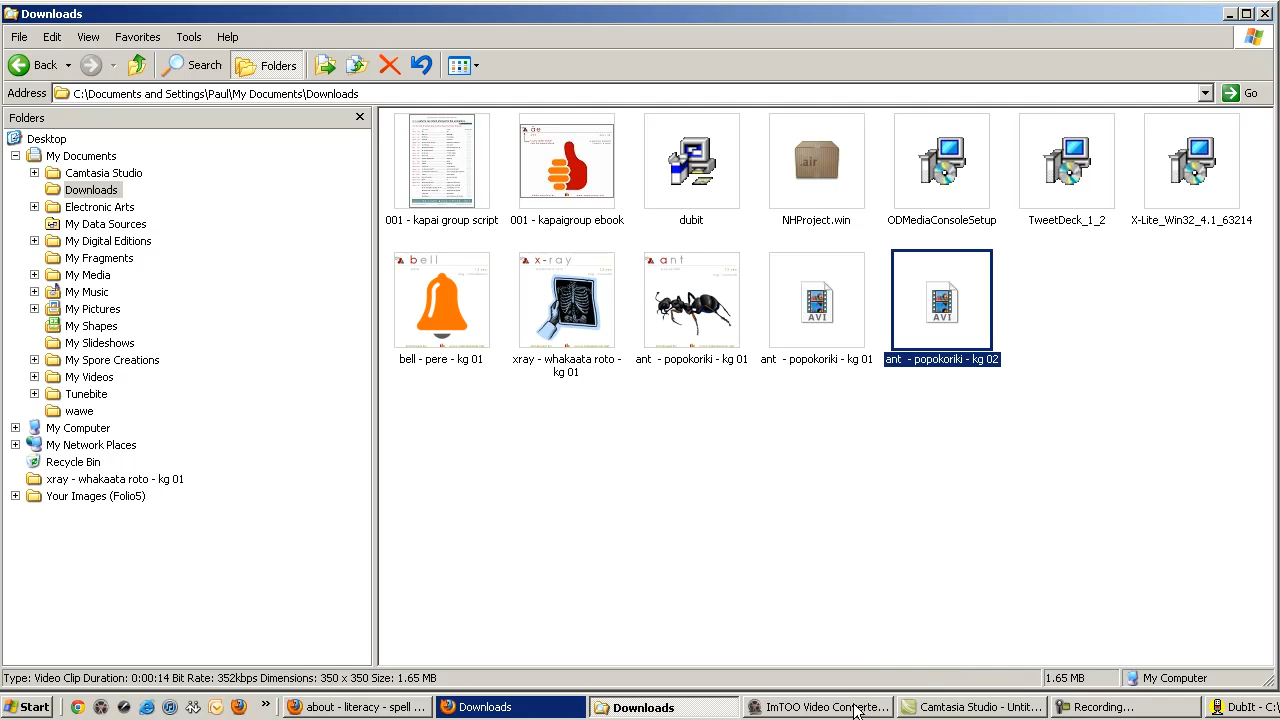 Downloads
File Edit View Favorites Tools Help
Back Search Folders
Address C:\Documents and Settings\Paul\My Documents\Downloads Go
Folders
Desktop
My Documents
Camtasia Studio
Downloads
Electronic Arts
My Data Sources
My Digital Editions
My Fragments
My Media
My Music
My Pictures
My Shapes
My Slideshows
My Spore Creations
My Videos
Tunebite
wawe
My Computer
My Network Places
Recycle Bin
xray - whakaata roto - kg 01
Your Images (Folio5)
ae
air
001 - kapai group script
001 - kapaigroup ebook
dubit
NHProject.win
ODMediaConsoleSetup
TweetDeck_1_2
X-Lite_Win32_4.1_63214
bell
x-ray
ant
AVI
AVI
bell - pere - kg 01
xray - whakaata roto -
kg 01
ant - popokoriki - kg 01
ant - popokoriki - kg 01
ant - popokoriki - kg 02
Type: Video Clip Duration: 0:00:14 Bit Rate: 352kbps Dimensions: 350 x 350 Size: 1.65 MB 1.65 MB My Computer
Start » about - literacy - spell ... Downloads Downloads ImTOO Video Converte... Camtasia Studio - Untit... Recording... DubIt - C:\